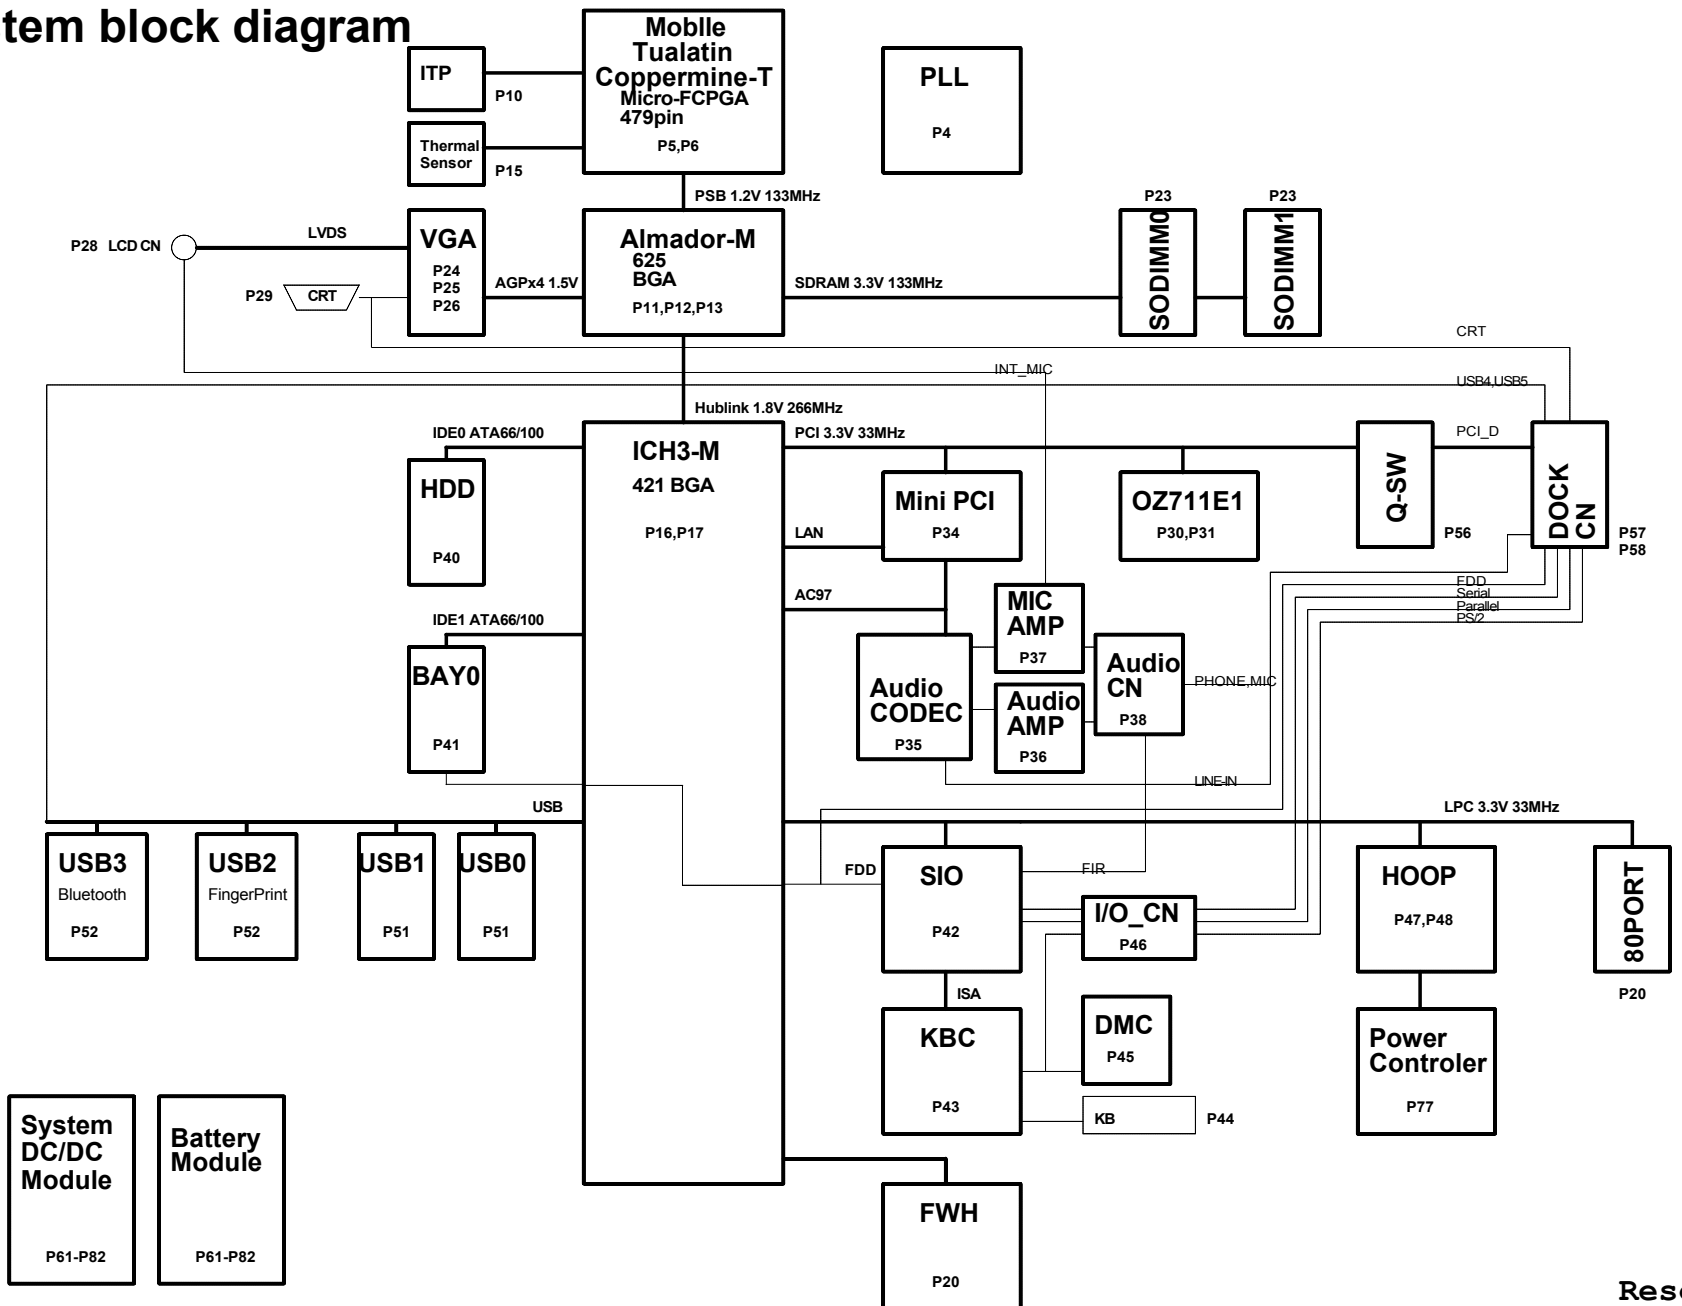 tem block diagram
ITP
P10
Thermal
Sensor
P15
Moblle
Tualatin
Coppermine-T
Micro-FCPGA
479pin
P5,P6
PLL
P4
PSB 1.2V 133MHz
P28 LCD CN
LVDS
VGA
P24
P25
P26
P29
CRT
AGPx4 1.5V
Almador-M
625
BGA
P11,P12,P13
SDRAM 3.3V 133MHz
P23
SODIMM0
P23
SODIMM1
CRT
INT_MIC
USB4,USB5
Hublink 1.8V 266MHz
IDE0 ATA66/100
HDD
P40
ICH3-M
421 BGA
P16,P17
PCI 3.3V 33MHz
PCI_D
Mini PCI
P34
OZ711E1
P30,P31
Q-SW
P56
DOCK
CN
P57
P58
LAN
AC97
FDD
Serial
Parallel
PS/2
IDE1 ATA66/100
BAY0
P41
MIC
AMP
P37
Audio
CODEC
P35
Audio
AMP
P36
Audio
CN
P38
PHONE,MIC
LINE-IN
USB
LPC 3.3V 33MHz
USB3
Bluetooth
P52
USB2
FingerPrint
P52
USB1
P51
USB0
P51
FDD
SIO
P42
FIR
I/O_CN
P46
HOOP
P47,P48
80PORT
P20
ISA
KBC
P43
DMC
P45
KB
P44
Power
Controler
P77
System
DC/DC
Module
P61-P82
Battery
Module
P61-P82
FWH
P20
Rese